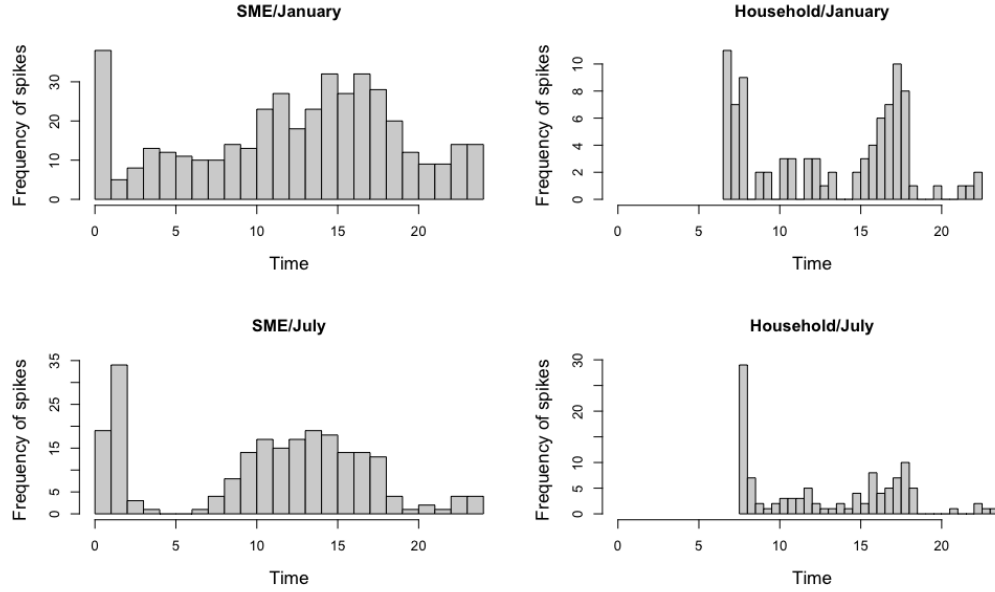 SME/January
Frequency of spikes
0 10 20 30
0 5 10 15 20
Time
Household/January
Frequency of spikes
0 2 4 6 8 10
0 5 10 15 20
Time
SME/July
Frequency of spikes
0 5 15 25 35
0 5 10 15 20
Time
Household/July
Frequency of spikes
0 5 10 20 30
0 5 10 15 20
Time